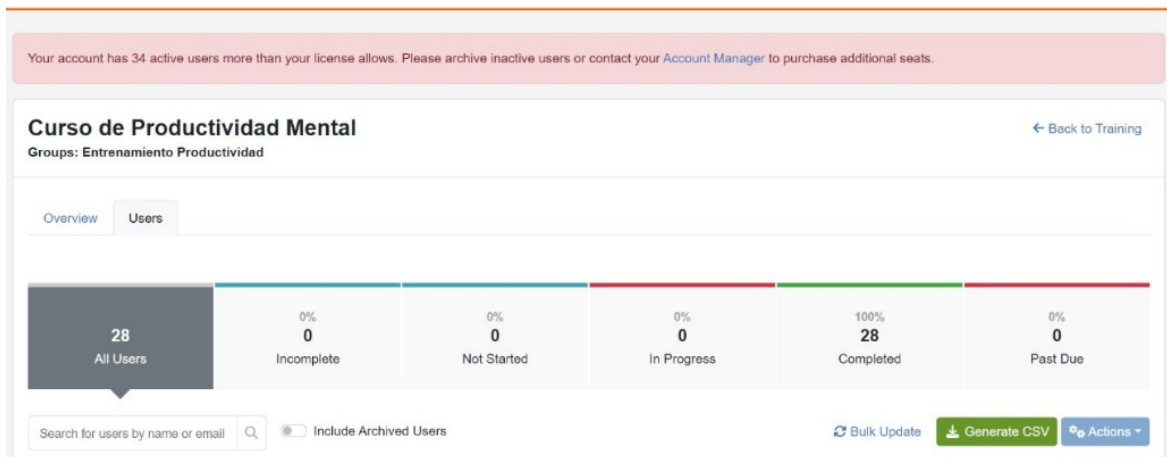 Your account has 34 active users more than your license allows. Please archive inactive users or contact your Account Manager to purchase additional seats.
Curso de Productividad Mental
← Back to Training
Groups: Entrenamiento Productividad
Overview
Users
28
All Users
0%
0
Incomplete
0%
0
Not Started
0%
0
In Progress
100%
28
Completed
0%
0
Past Due
Search for users by name or email
Include Archived Users
Bulk Update
Generate CSV
Actions